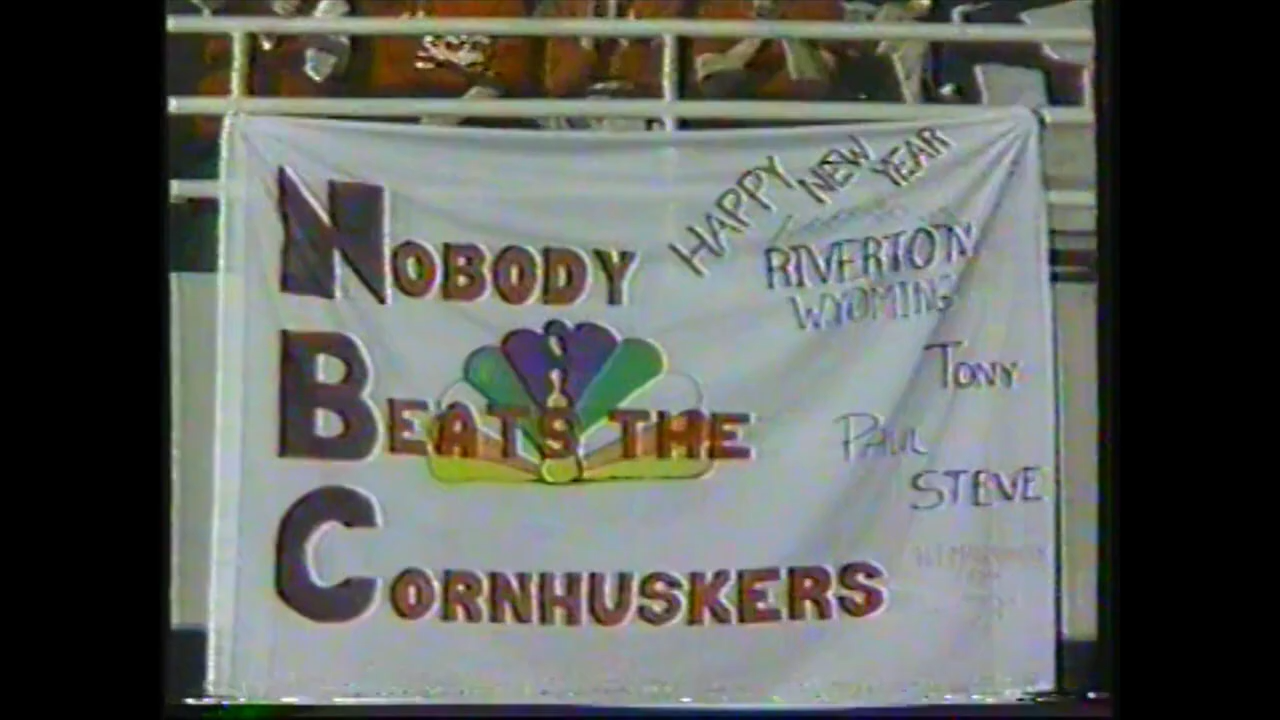 NOBODY
BEATS THE
CORNHUSKERS
HAPPY NEW YEAR
RIVERTON
WYOMING
TONY
PAUL
STEVE